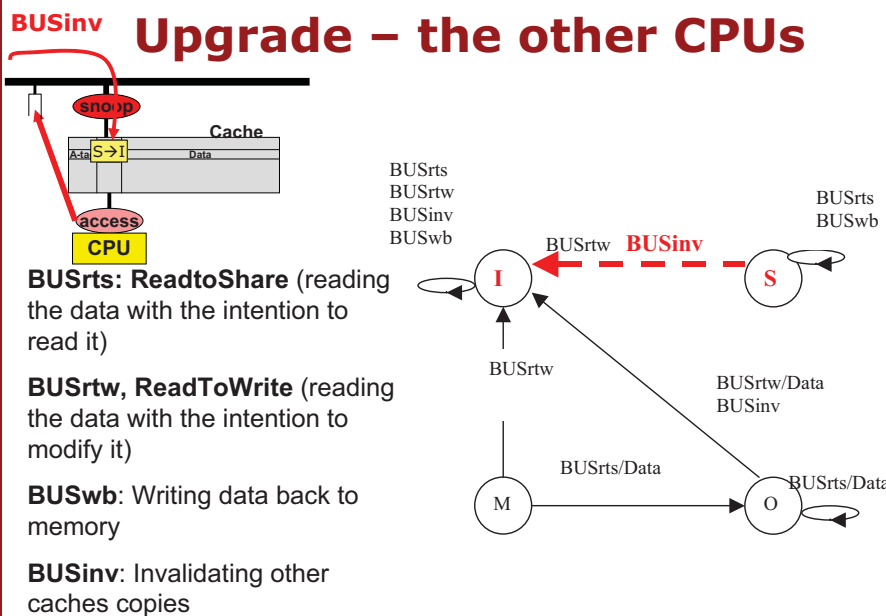 BUSinv
Upgrade – the other CPUs
snoop
Cache
A-ta
S→I
Data
access
CPU
BUSrts: ReadtoShare (reading
the data with the intention to
read it)
BUSrtw, ReadToWrite (reading
the data with the intention to
modify it)
BUSwb: Writing data back to
memory
BUSinv: Invalidating other
caches copies
BUSrts
BUSrtw
BUSinv
BUSwb
BUSrtw BUSinv
BUSrts
BUSwb
I
S
BUSrtw
BUSrtw/Data
BUSinv
BUSrts/Data
M
O
BUSrts/Data